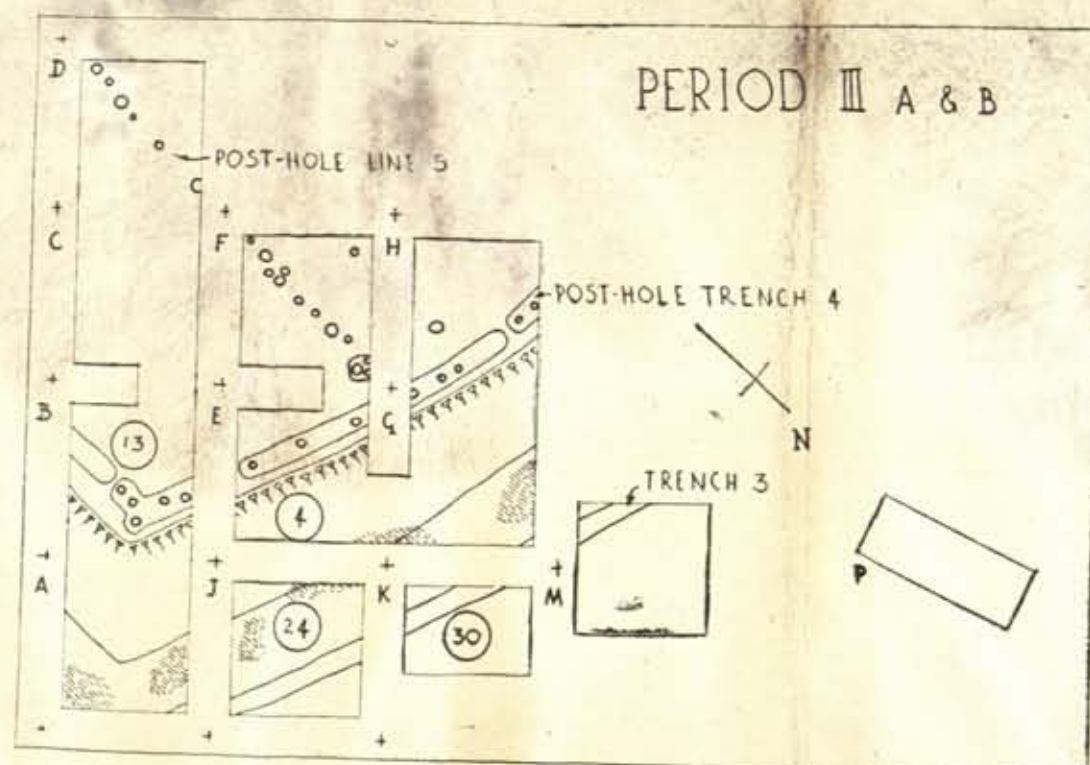 PERIOD III A & B
D
POST-HOLE LINE 5
C
C
F
H
POST-HOLE TRENCH 4
B
E
G
N
13
TRENCH 3
4
A
J
K
M
P
24
30